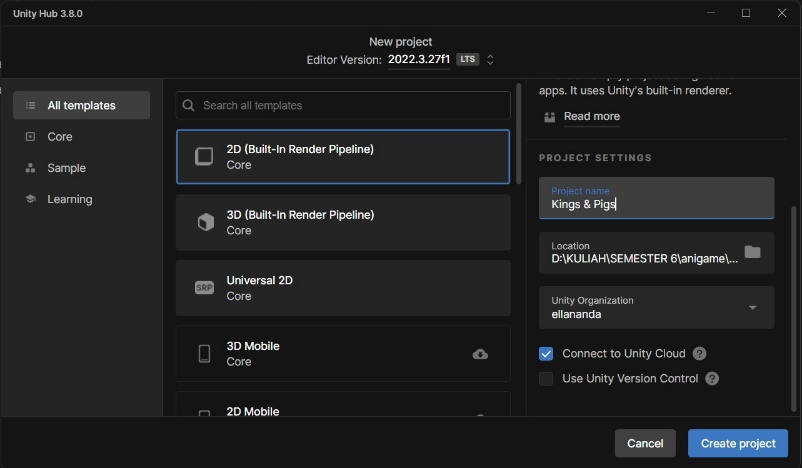 Unity Hub 3.8.0
New project
Editor Version: 2022.3.27f1 LTS
All templates
Core
Sample
Learning
Search all templates
2D (Built-In Render Pipeline)
Core
3D (Built-In Render Pipeline)
Core
SRP
Universal 2D
Core
3D Mobile
Core
2D Mobile
apps. It uses Unity's built-in renderer.
Read more
PROJECT SETTINGS
Project name
Kings & Pigs
Location
D:\KULIAH\SEMESTER 6\anigame\...
Unity Organization
ellananda
Connect to Unity Cloud ?
Use Unity Version Control ?
Cancel
Create project